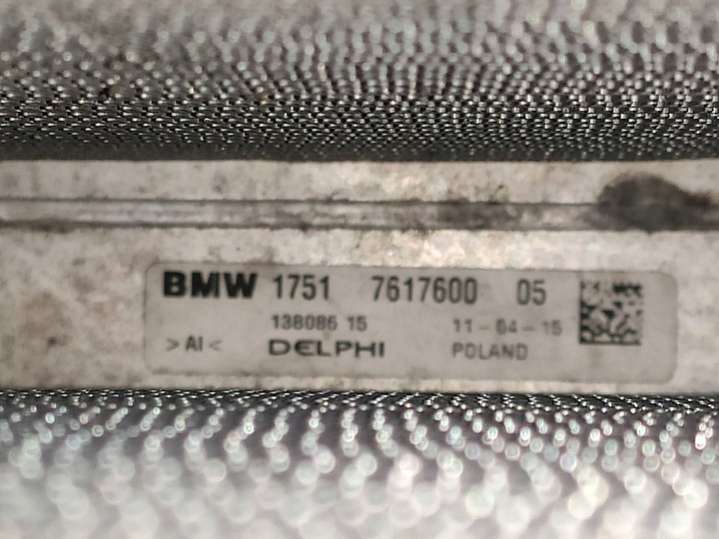 BMW 1751 7617600 05
138086 15 11-04-15
>Al< DELPHI POLAND